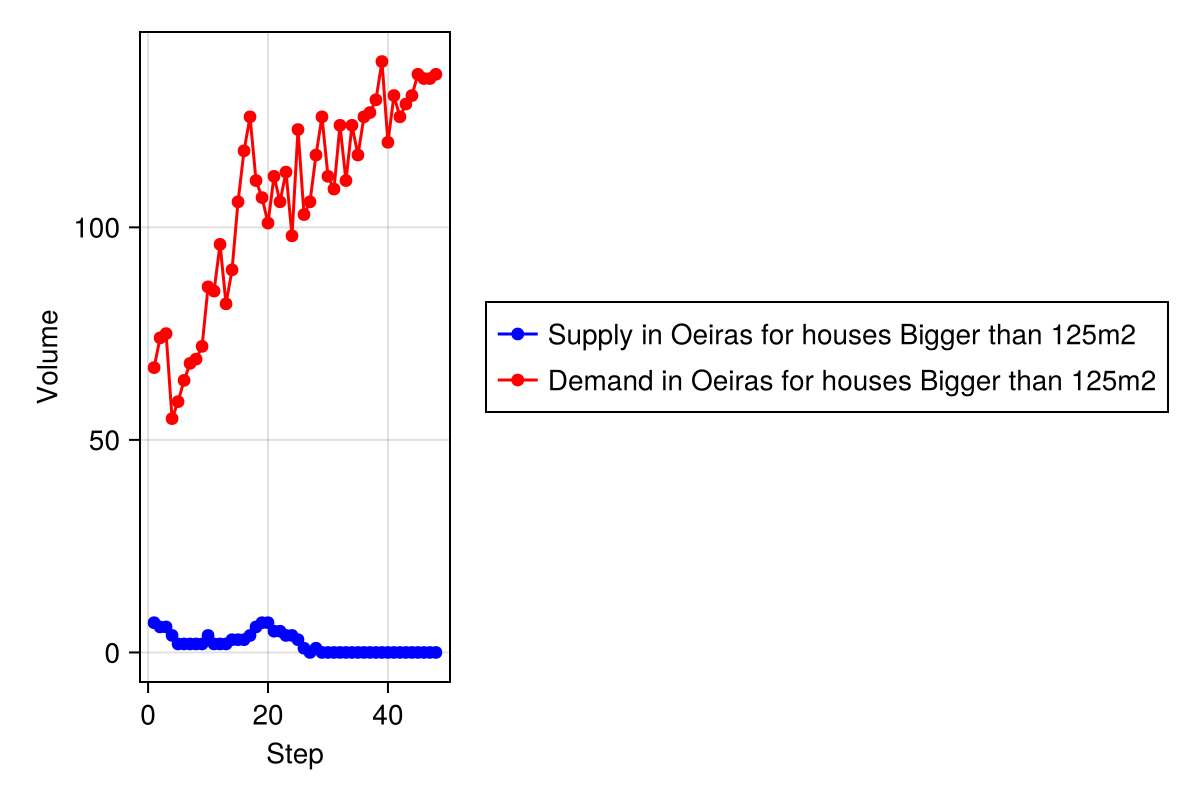 Volume
100
50
0
0 20 40
Step
Supply in Oeiras for houses Bigger than 125m2
Demand in Oeiras for houses Bigger than 125m2